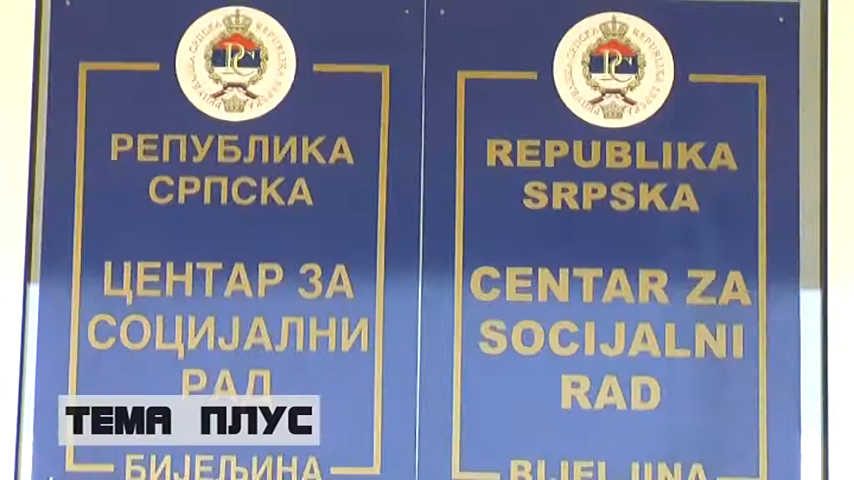 РЕПУБЛИКА
СРПСКА
ЦЕНТАР ЗА
СОЦИЈАЛНИ
РАД
БИЈЕЉИНА
REPUBLIKA
SRPSKA
CENTAR ZA
SOCIJALNI
RAD
BIJELJINA
ТЕМА ПЛУС